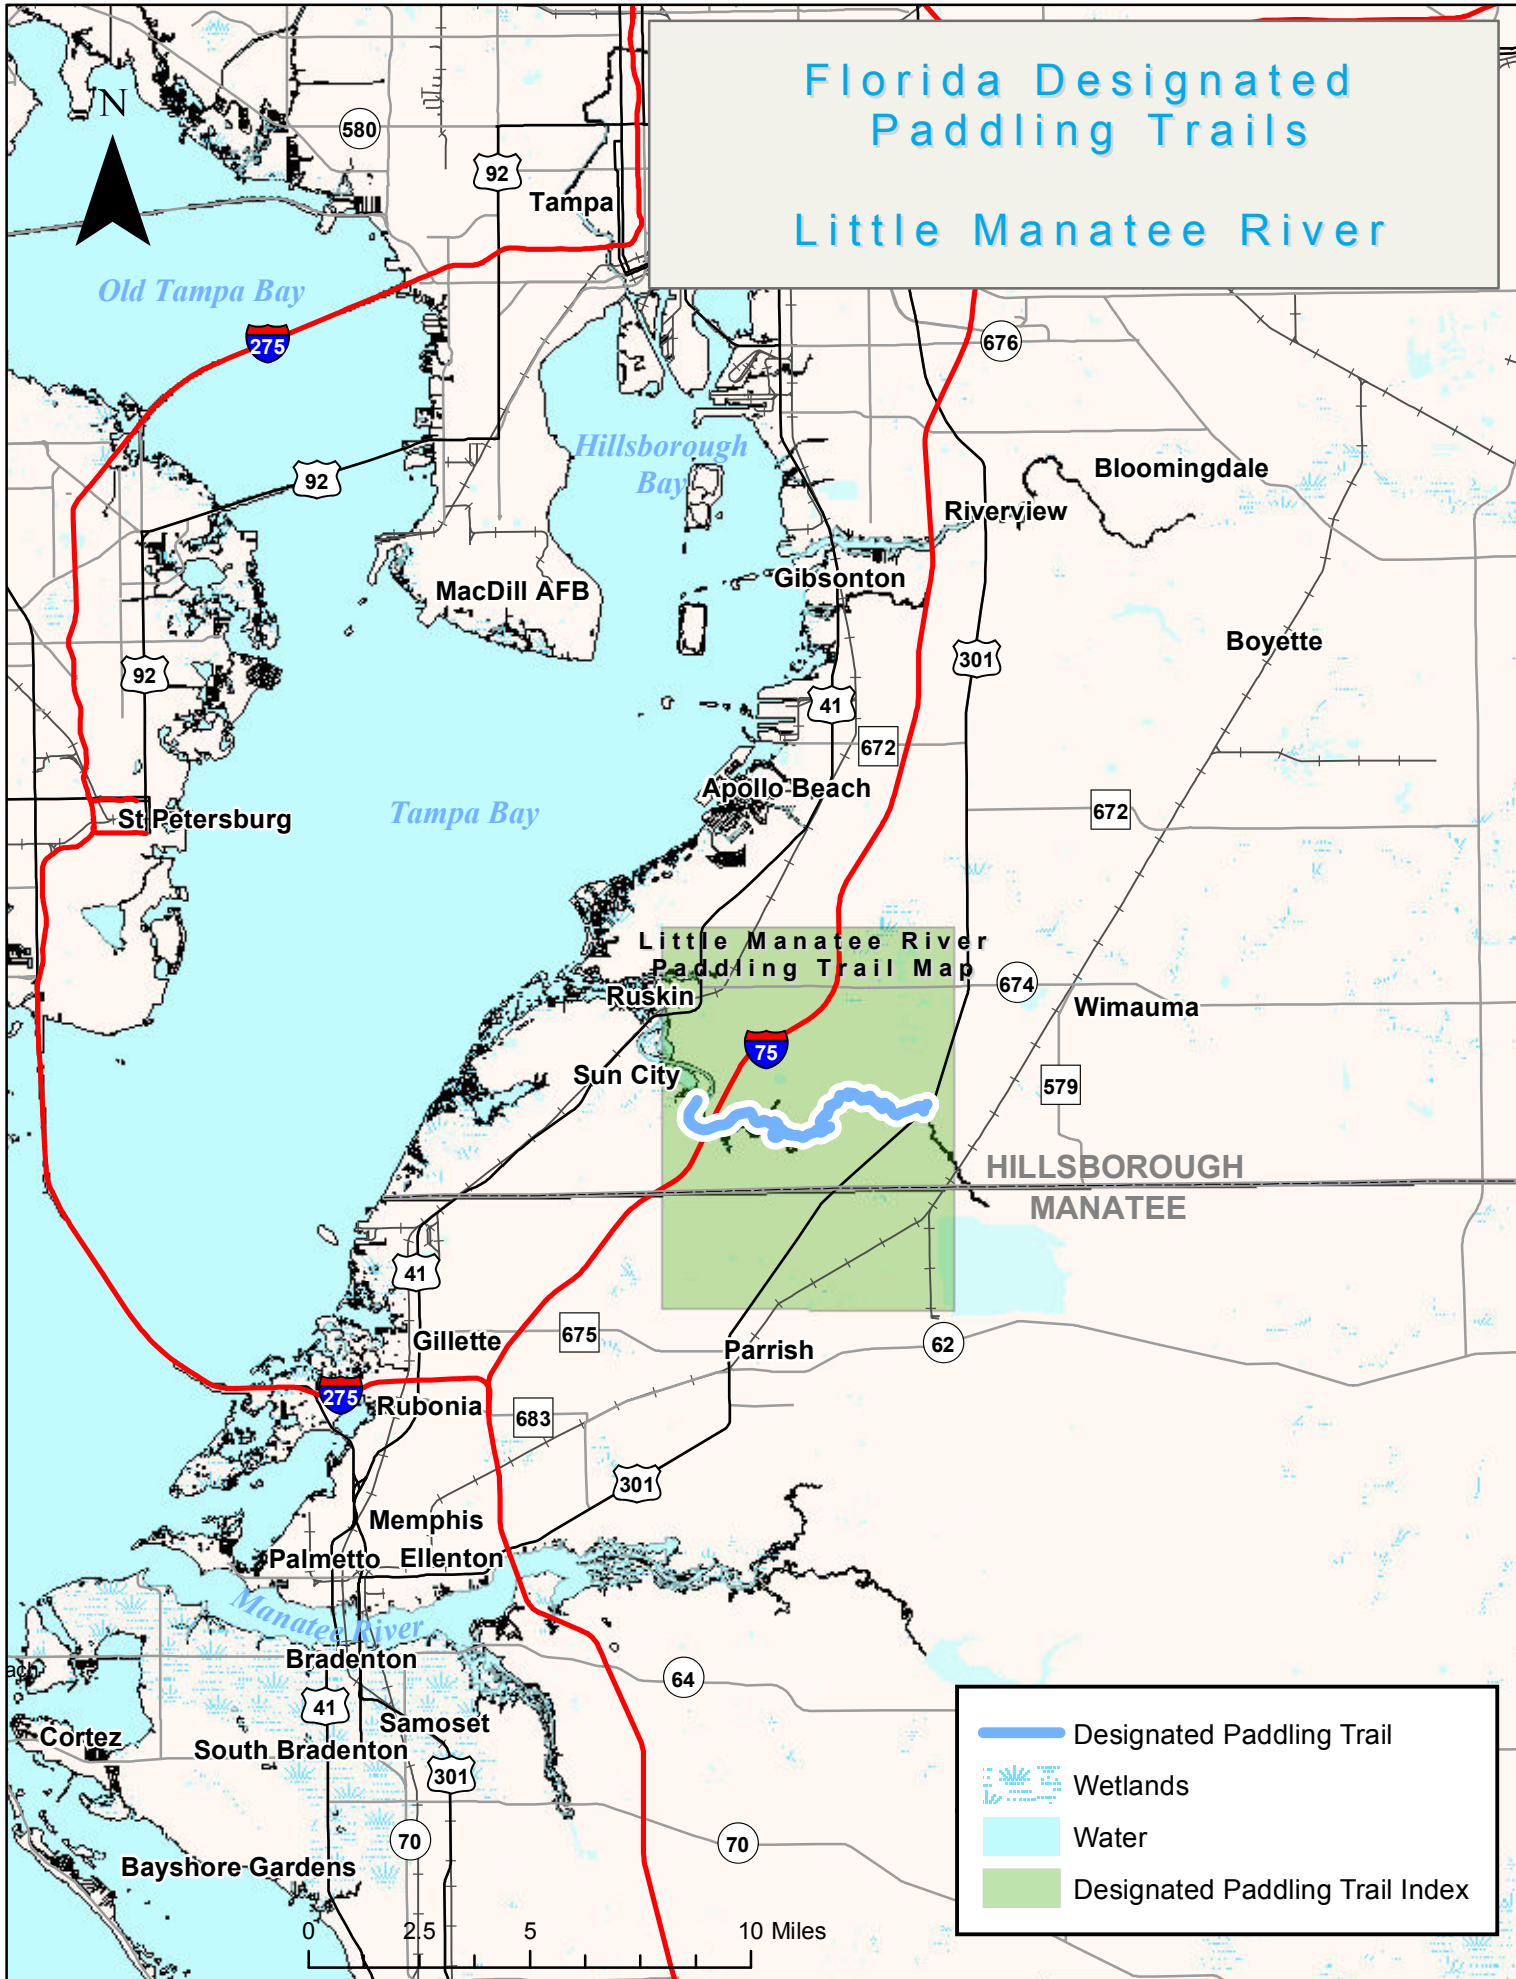 Florida Designated
Paddling Trails
Little Manatee River
N
580
92
Tampa
Old Tampa Bay
275
676
Hillsborough
Bay
92
Bloomingdale
Riverview
Gibsonton
MacDill AFB
Boyette
301
92
41
672
Apollo Beach
672
Tampa Bay
St Petersburg
Little Manatee River
Paddling Trail Map
674
Ruskin
Wimauma
75
Sun City
579
HILLSBOROUGH
MANATEE
41
Gillette
675
Parrish
62
275
Rubonia
683
301
Memphis
Palmetto
Ellenton
Manatee River
Bradenton
ach
64
41
Samoset
Cortez
South Bradenton
301
70
70
Bayshore Gardens
Designated Paddling Trail
Wetlands
Water
Designated Paddling Trail Index
0 2.5 5 10 Miles